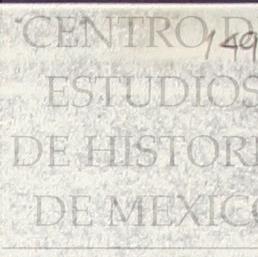 CENTRO D
149
ESTUDIOS
DE HISTORI
DE MEXICO